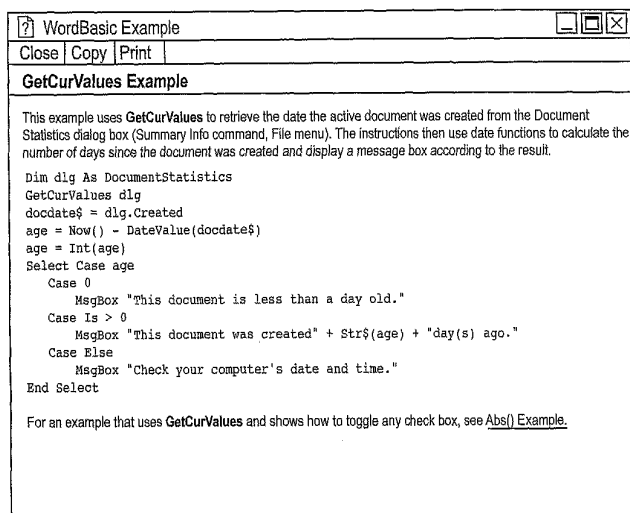 WordBasic Example
Close Copy Print
GetCurValues Example
This example uses GetCurValues to retrieve the date the active document was created from the Document
Statistics dialog box (Summary Info command, File menu). The instructions then use date functions to calculate the
number of days since the document was created and display a message box according to the result.
Dim dlg As DocumentStatistics
GetCurValues dlg
docdate$ = dlg.Created
age = Now() - DateValue(docdate$)
age = Int(age)
Select Case age
Case 0
MsgBox "This document is less than a day old."
Case Is > 0
MsgBox "This document was created" + Str$(age) + "day(s) ago."
Case Else
MsgBox "Check your computer's date and time."
End Select
For an example that uses GetCurValues and shows how to toggle any check box, see Abs() Example.